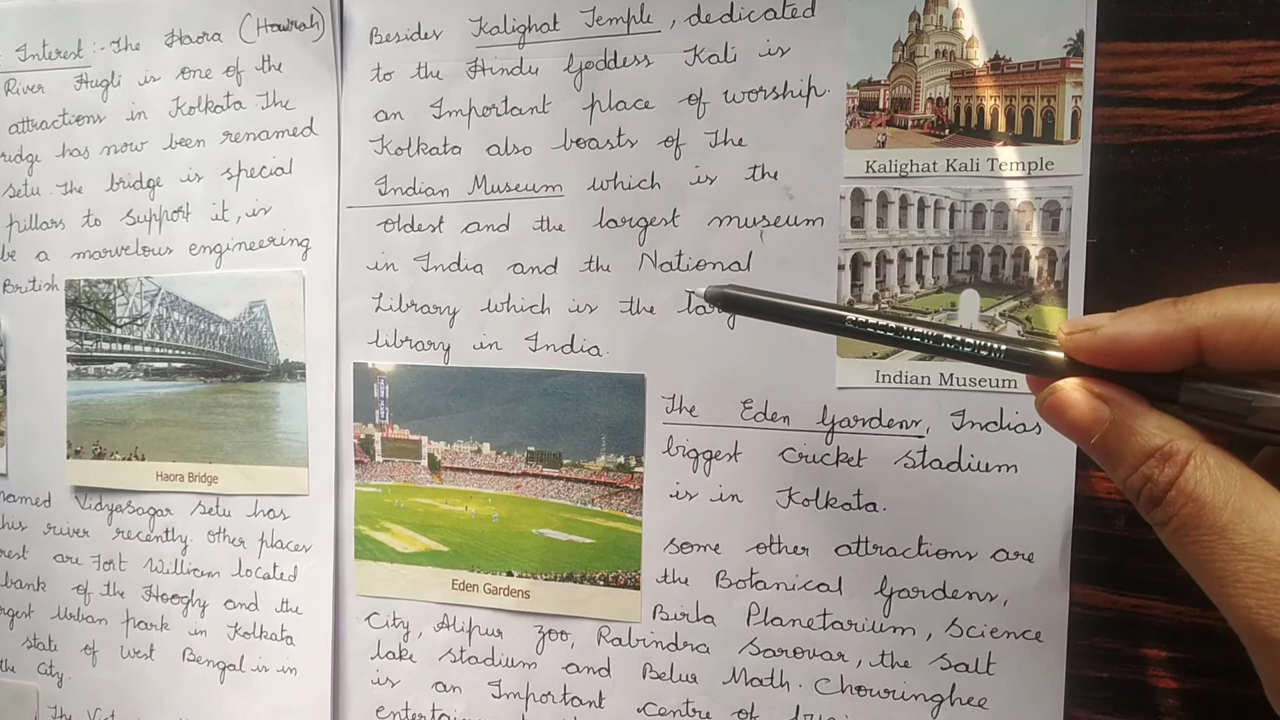 Interest :- The Haora (Howrah)
River Hugli is one of the
attractions in Kolkata. The
ridge has now been renamed
Setu. The bridge is special
pillars to support it, is
be a marvelous engineering
British
Haora Bridge
named Vidyasagar Setu has
his river recently. Other places
rest are Fort William located
bank of the Hoogly and the
rgest Urban park in Kolkata
state of West Bengal is in
the City.
The
Besides Kalighat Temple, dedicated
to the Hindu Goddess Kali is
an Important place of worship.
Kolkata also boasts of The
Indian Museum which is the
oldest and the largest museum
in India and the National
Library which is the
library in India.
Kalighat Kali Temple
Indian Museum
Eden Gardens
The Eden Gardens, Indias
biggest cricket stadium
is in Kolkata.
Some other attractions are
the Botanical Gardens,
Birla Planetarium, Science
City, Alipur Zoo, Rabindra Sarovar, the Salt
lake stadium and Belur Math. Chowringhee
is an Important centre of